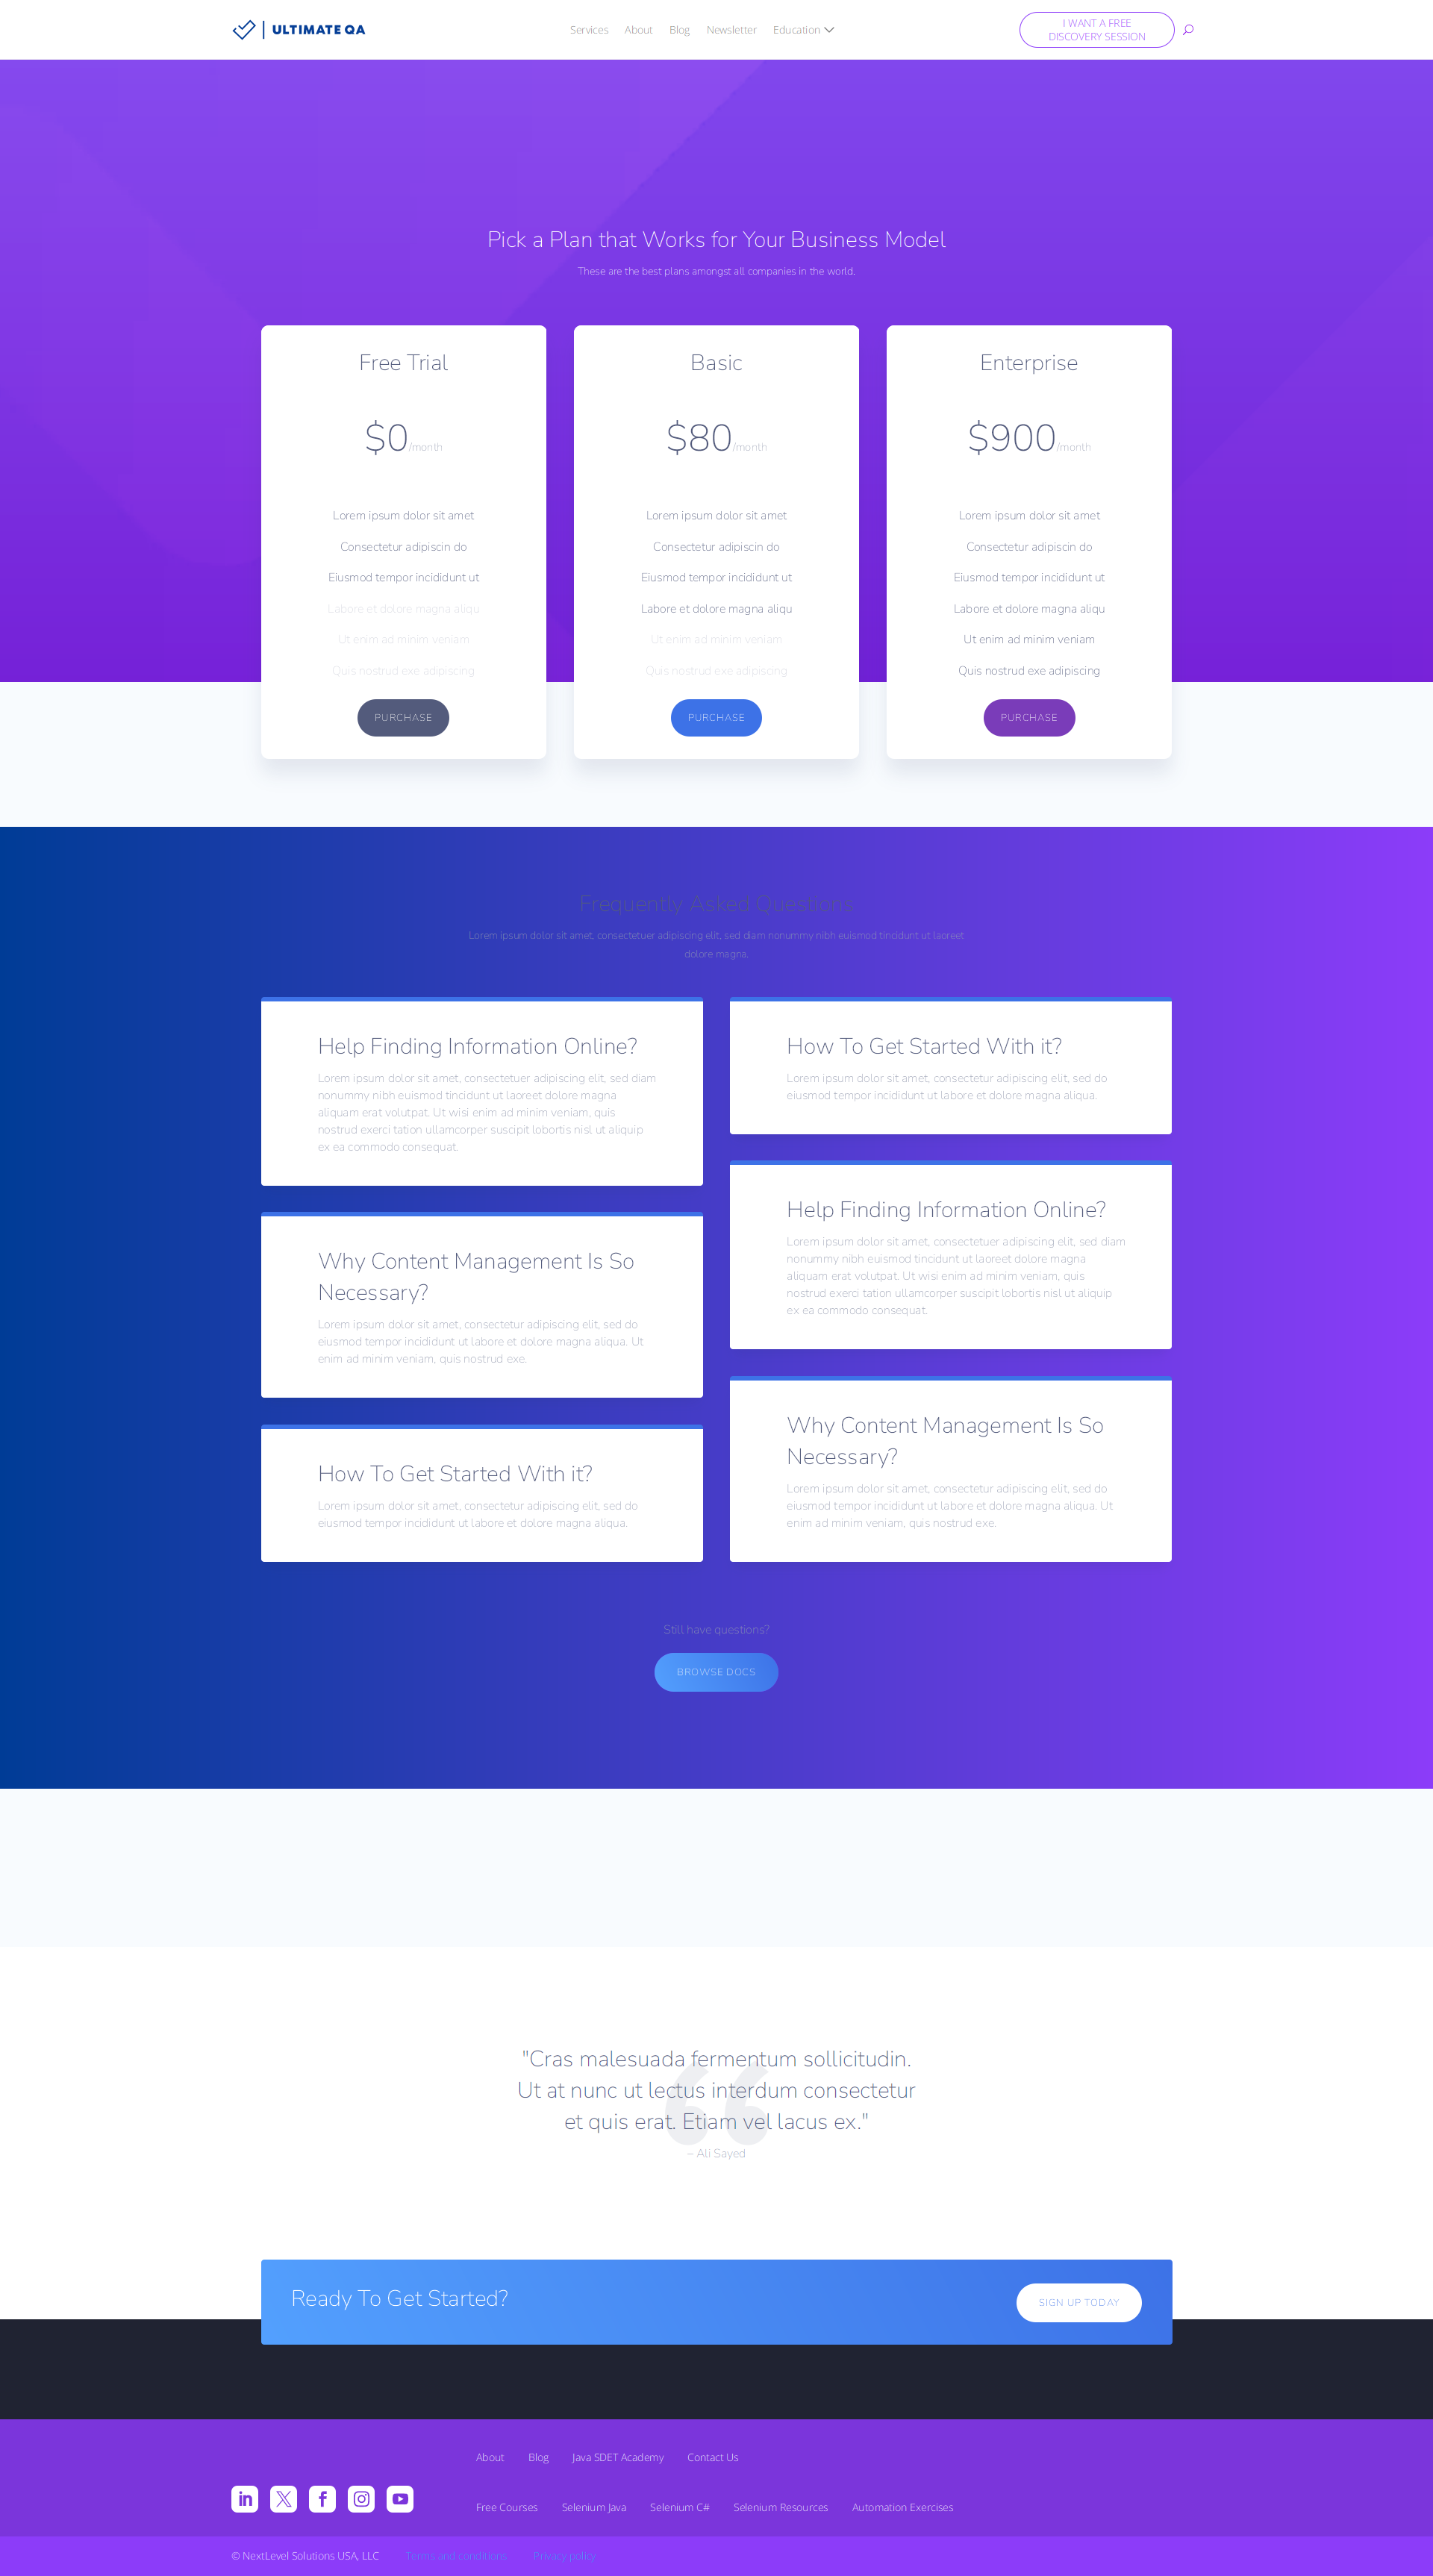 ULTIMATE QA
Services About Blog Newsletter Education
I WANT A FREE
DISCOVERY SESSION
Pick a Plan that Works for Your Business Model
These are the best plans amongst all companies in the world.
Free Trial
$0/month
Lorem ipsum dolor sit amet
Consectetur adipiscin do
Eiusmod tempor incididunt ut
Labore et dolore magna aliqu
Ut enim ad minim veniam
Quis nostrud exe adipiscing
PURCHASE
Basic
$80/month
Lorem ipsum dolor sit amet
Consectetur adipiscin do
Eiusmod tempor incididunt ut
Labore et dolore magna aliqu
Ut enim ad minim veniam
Quis nostrud exe adipiscing
PURCHASE
Enterprise
$900/month
Lorem ipsum dolor sit amet
Consectetur adipiscin do
Eiusmod tempor incididunt ut
Labore et dolore magna aliqu
Ut enim ad minim veniam
Quis nostrud exe adipiscing
PURCHASE
Frequently Asked Questions
Lorem ipsum dolor sit amet, consectetuer adipiscing elit, sed diam nonummy nibh euismod tincidunt ut laoreet
dolore magna.
Help Finding Information Online?
Lorem ipsum dolor sit amet, consectetuer adipiscing elit, sed diam
nonummy nibh euismod tincidunt ut laoreet dolore magna
aliquam erat volutpat. Ut wisi enim ad minim veniam, quis
nostrud exerci tation ullamcorper suscipit lobortis nisl ut aliquip
ex ea commodo consequat.
Why Content Management Is So
Necessary?
Lorem ipsum dolor sit amet, consectetur adipiscing elit, sed do
eiusmod tempor incididunt ut labore et dolore magna aliqua. Ut
enim ad minim veniam, quis nostrud exe.
How To Get Started With it?
Lorem ipsum dolor sit amet, consectetur adipiscing elit, sed do
eiusmod tempor incididunt ut labore et dolore magna aliqua.
How To Get Started With it?
Lorem ipsum dolor sit amet, consectetur adipiscing elit, sed do
eiusmod tempor incididunt ut labore et dolore magna aliqua.
Help Finding Information Online?
Lorem ipsum dolor sit amet, consectetuer adipiscing elit, sed diam
nonummy nibh euismod tincidunt ut laoreet dolore magna
aliquam erat volutpat. Ut wisi enim ad minim veniam, quis
nostrud exerci tation ullamcorper suscipit lobortis nisl ut aliquip
ex ea commodo consequat.
Why Content Management Is So
Necessary?
Lorem ipsum dolor sit amet, consectetur adipiscing elit, sed do
eiusmod tempor incididunt ut labore et dolore magna aliqua. Ut
enim ad minim veniam, quis nostrud exe.
Still have questions?
BROWSE DOCS
"Cras malesuada fermentum sollicitudin.
Ut at nunc ut lectus interdum consectetur
et quis erat. Etiam vel lacus ex."
~ Ali Sayed
Ready To Get Started?
SIGN UP TODAY
About Blog Java SDET Academy Contact Us
Free Courses Selenium Java Selenium C# Selenium Resources Automation Exercises
© NextLevel Solutions USA, LLC Terms and conditions Privacy policy